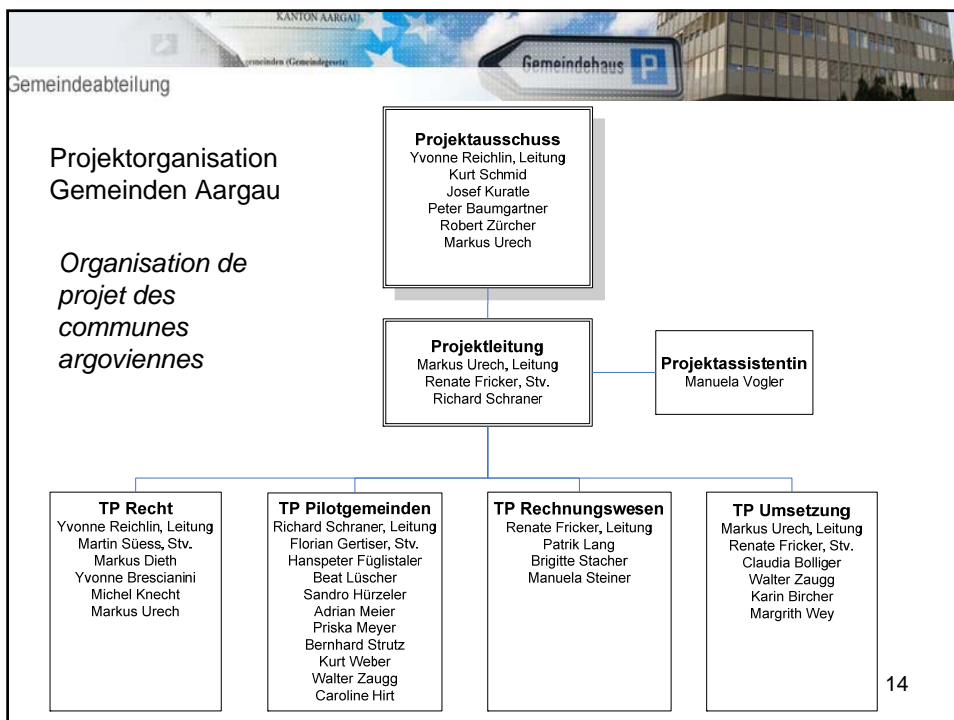 KANTON AARGAU
gemeinden (Gemeindegesetz)
Gemeindehaus P
Gemeindeabteilung
Projektorganisation
Gemeinden Aargau
Organisation de
projet des
communes
argoviennes
Projektausschuss
Yvonne Reichlin, Leitung
Kurt Schmid
Josef Kuratle
Peter Baumgartner
Robert Zürcher
Markus Urech
Projektleitung
Markus Urech, Leitung
Renate Fricker, Stv.
Richard Schraner
Projektassistentin
Manuela Vogler
TP Recht
Yvonne Reichlin, Leitung
Martin Süess, Stv.
Markus Dieth
Yvonne Brescianini
Michel Knecht
Markus Urech
TP Pilotgemeinden
Richard Schraner, Leitung
Florian Gertiser, Stv.
Hanspeter Füglistaler
Beat Lüscher
Sandro Hürzeler
Adrian Meier
Priska Meyer
Bernhard Strutz
Kurt Weber
Walter Zaugg
Caroline Hirt
TP Rechnungswesen
Renate Fricker, Leitung
Patrik Lang
Brigitte Stacher
Manuela Steiner
TP Umsetzung
Markus Urech, Leitung
Renate Fricker, Stv.
Claudia Bolliger
Walter Zaugg
Karin Bircher
Margrith Wey
14